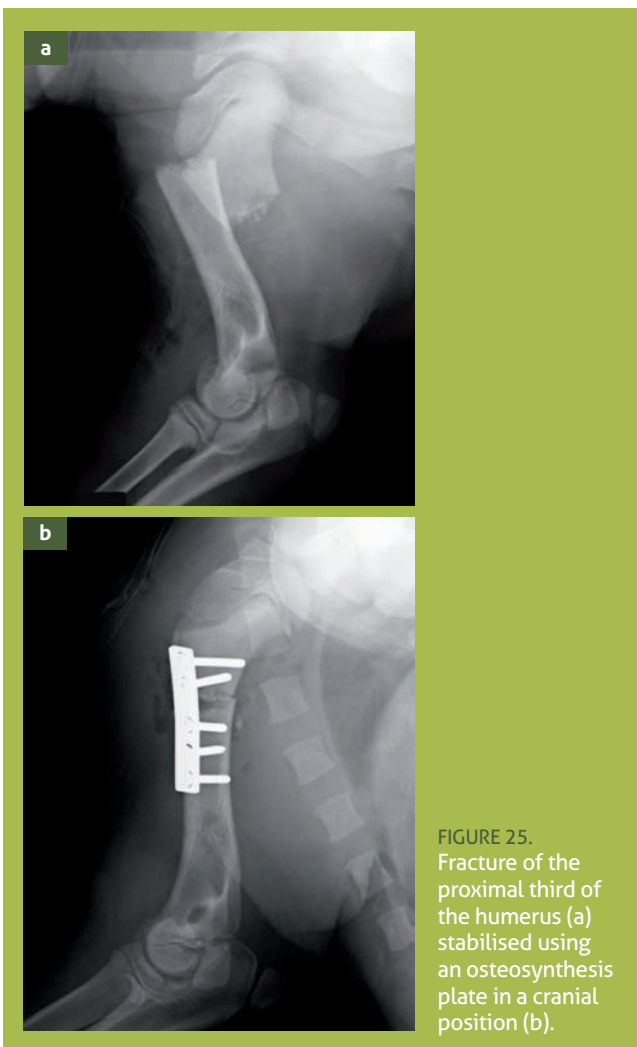 a
b
FIGURE 25.
Fracture of the
proximal third of
the humerus (a)
stabilised using
an osteosynthesis
plate in a cranial
position (b).